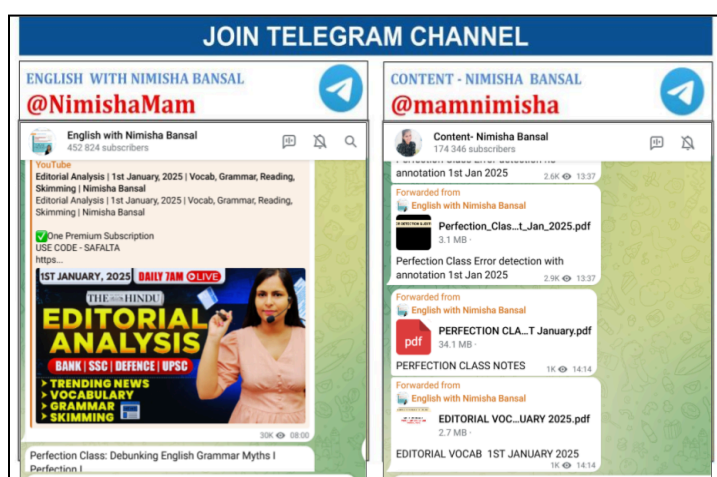 JOIN TELEGRAM CHANNEL
ENGLISH WITH NIMISHA BANSAL
@NimishaMam
English with Nimisha Bansal
452 824 subscribers
YouTube
Editorial Analysis | 1st January, 2025 | Vocab, Grammar, Reading,
Skimming | Nimisha Bansal
Editorial Analysis | 1st January, 2025 | Vocab, Grammar, Reading,
Skimming | Nimisha Bansal
✅One Premium Subscription
USE CODE - SAFALTA
https...
1ST JANUARY, 2025 DAILY 7AM LIVE
THE HINDU
EDITORIAL
ANALYSIS
BANK | SSC | DEFENCE | UPSC
> TRENDING NEWS
> VOCABULARY
> GRAMMAR
> SKIMMING
30K 08:00
Perfection Class: Debunking English Grammar Myths I
Perfection I
CONTENT - NIMISHA BANSAL
@mamnimisha
Content- Nimisha Bansal
174 346 subscribers
Perfection Class Error detection no
annotation 1st Jan 2025
2.6K 13:37
Forwarded from
English with Nimisha Bansal
Perfection_Clas...t_Jan_2025.pdf
3.1 MB ·
Perfection Class Error detection with
annotation 1st Jan 2025
2.9K 13:37
Forwarded from
English with Nimisha Bansal
pdf
PERFECTION CLA...T January.pdf
34.1 MB ·
PERFECTION CLASS NOTES
1K 14:14
Forwarded from
English with Nimisha Bansal
EDITORIAL VOC...UARY 2025.pdf
2.7 MB ·
EDITORIAL VOCAB 1ST JANUARY 2025
1K 14:14